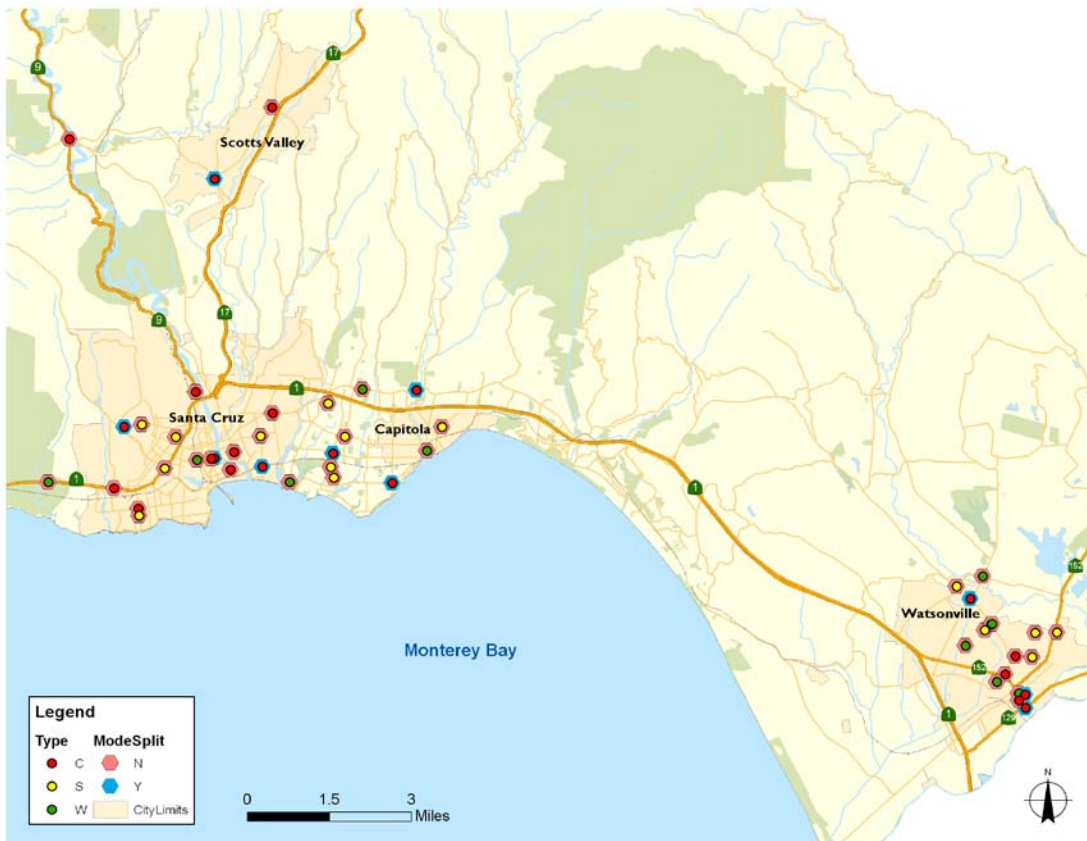 9
17
Scotts Valley
9
17
1
Santa Cruz
Capitola
1
1
152
Watsonville
Monterey Bay
152
1
129
Legend
Type ModeSplit
C N
S Y
W CityLimits
0 1.5 3
Miles
N